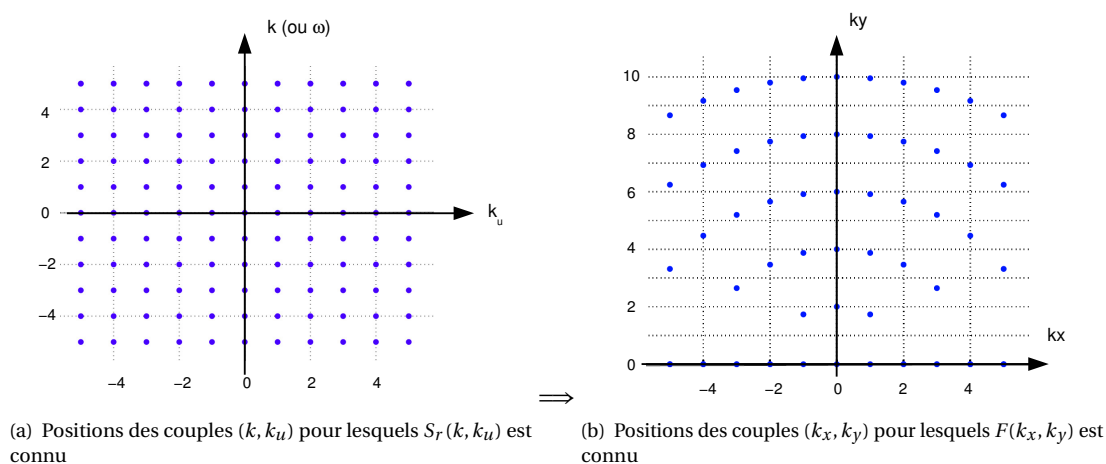 k (ou ω)
4
2
0
−2
−4
k_u
−4
−2
0
2
4
ky
10
8
6
4
2
0
kx
−4
−2
0
2
4
⟹
(a) Positions des couples (k, k_u) pour lesquels S_r(k, k_u) est
connu
(b) Positions des couples (k_x, k_y) pour lesquels F(k_x, k_y) est
connu